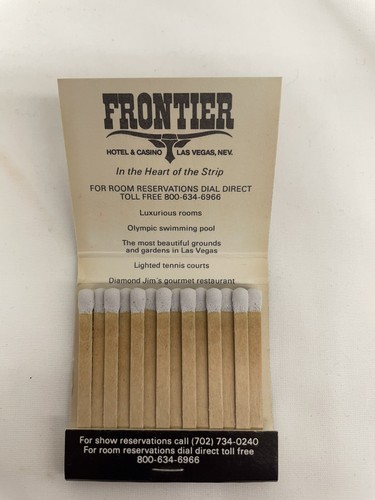 FRONTIER
HOTEL & CASINO LAS VEGAS, NEV.
In the Heart of the Strip
FOR ROOM RESERVATIONS DIAL DIRECT
TOLL FREE 800-634-6966
Luxurious rooms
Olympic swimming pool
The most beautiful grounds
and gardens in Las Vegas
Lighted tennis courts
Diamond Jim's gourmet restaurant
For show reservations call (702) 734-0240
For room reservations direct toll free
800-634-6966